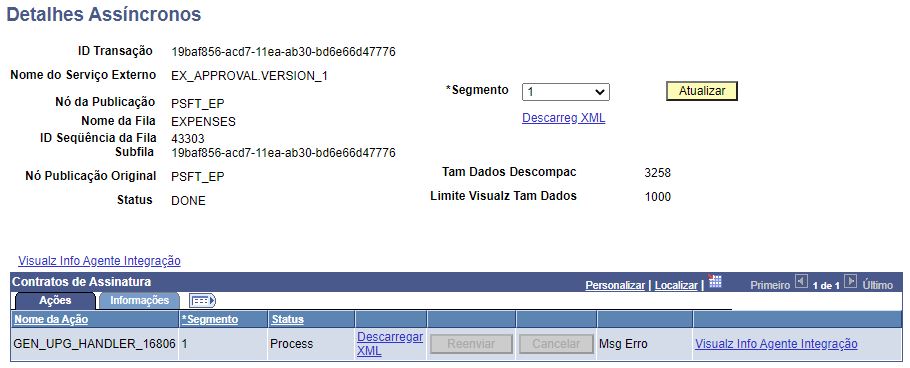 Detalhes Assíncronos
ID Transação 19baf856-acd7-11ea-ab30-bd6e66d47776
Nome do Serviço Externo EX_APPROVAL.VERSION_1
*Segmento 1 Atualizar
Nó da Publicação PSFT_EP
Descarreg XML
Nome da Fila EXPENSES
ID Seqüência da Fila 43303
Subfila 19baf856-acd7-11ea-ab30-bd6e66d47776
Nó Publicação Original PSFT_EP
Tam Dados Descompac 3258
Status DONE
Limite Visualz Tam Dados 1000
Visualz Info Agente Integração
Contratos de Assinatura Personalizar | Localizar | Primeiro 1 de 1 Último
Ações Informações
Nome da Ação *Segmento Status
GEN_UPG_HANDLER_16806 1 Process Descarregar XML Reenviar Cancelar Msg Erro Visualz Info Agente Integração